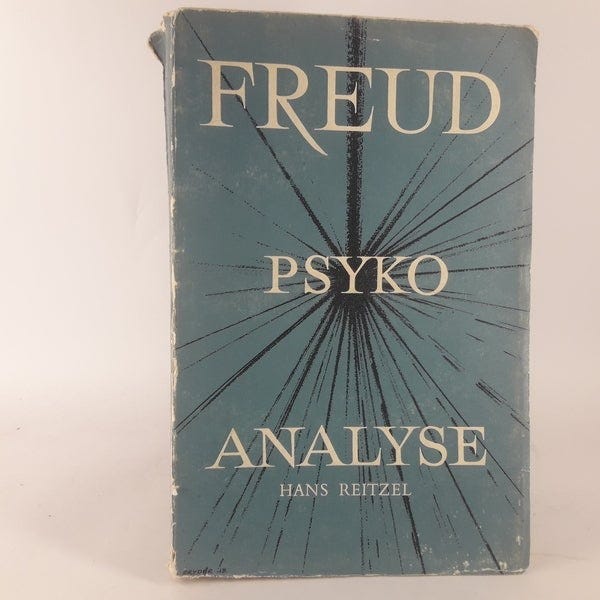 FREUD
PSYKO
ANALYSE
HANS REITZEL